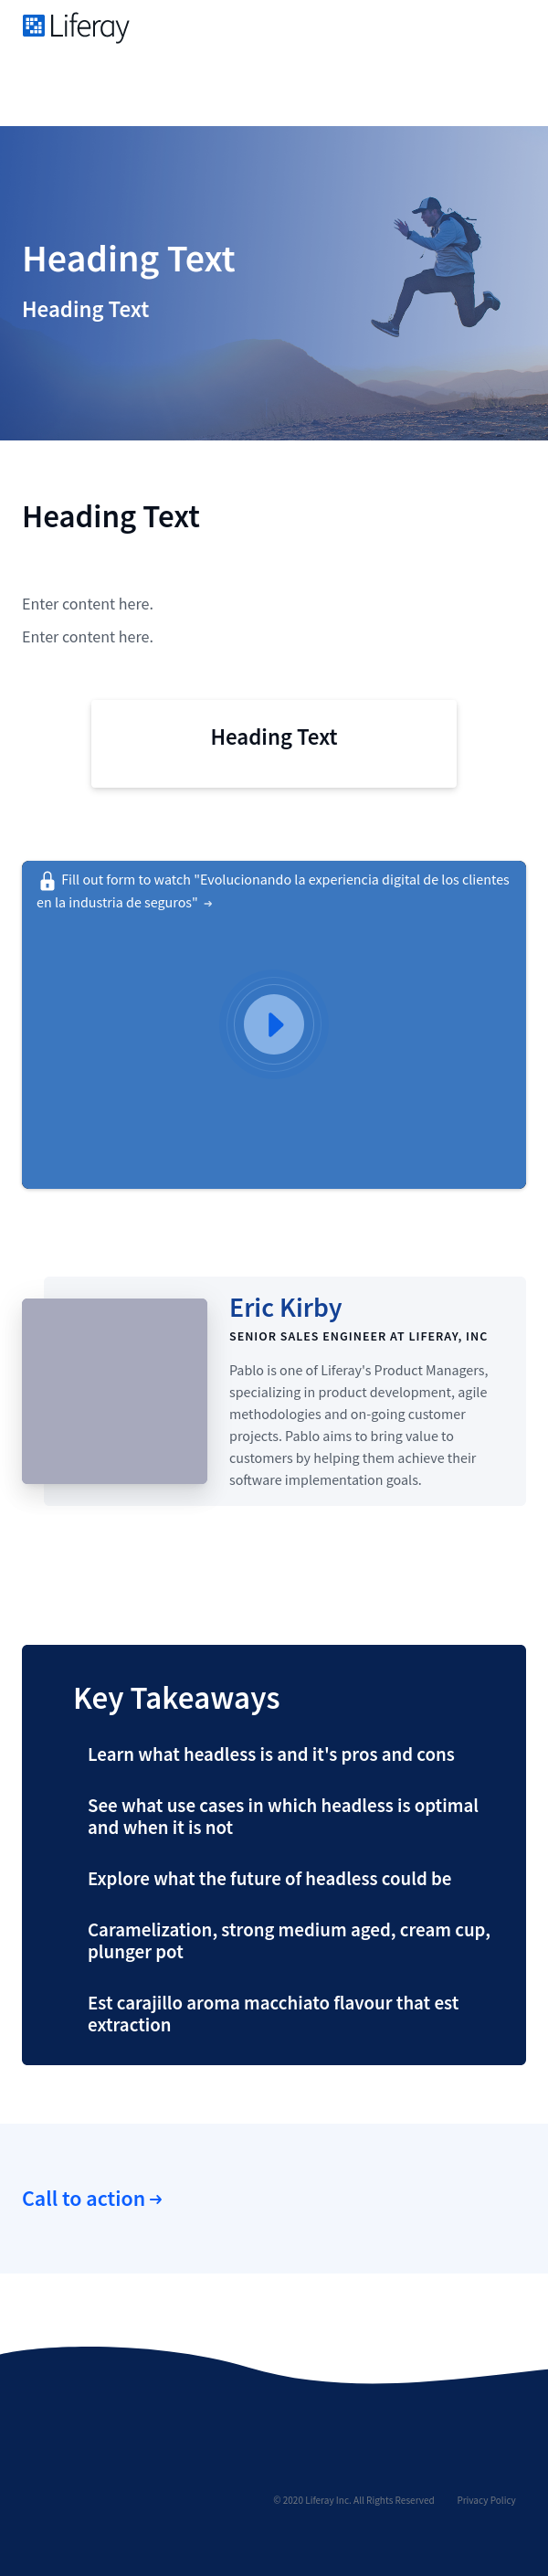 Liferay
Heading Text
Heading Text
Heading Text
Enter content here.
Enter content here.
Heading Text
Fill out form to watch "Evolucionando la experiencia digital de los clientes
en la industria de seguros" →
Eric Kirby
SENIOR SALES ENGINEER AT LIFERAY, INC
Pablo is one of Liferay's Product Managers,
specializing in product development, agile
methodologies and on-going customer
projects. Pablo aims to bring value to
customers by helping them achieve their
software implementation goals.
Key Takeaways
Learn what headless is and it's pros and cons
See what use cases in which headless is optimal
and when it is not
Explore what the future of headless could be
Caramelization, strong medium aged, cream cup,
plunger pot
Est carajillo aroma macchiato flavour that est
extraction
Call to action →
© 2020 Liferay Inc. All Rights Reserved Privacy Policy